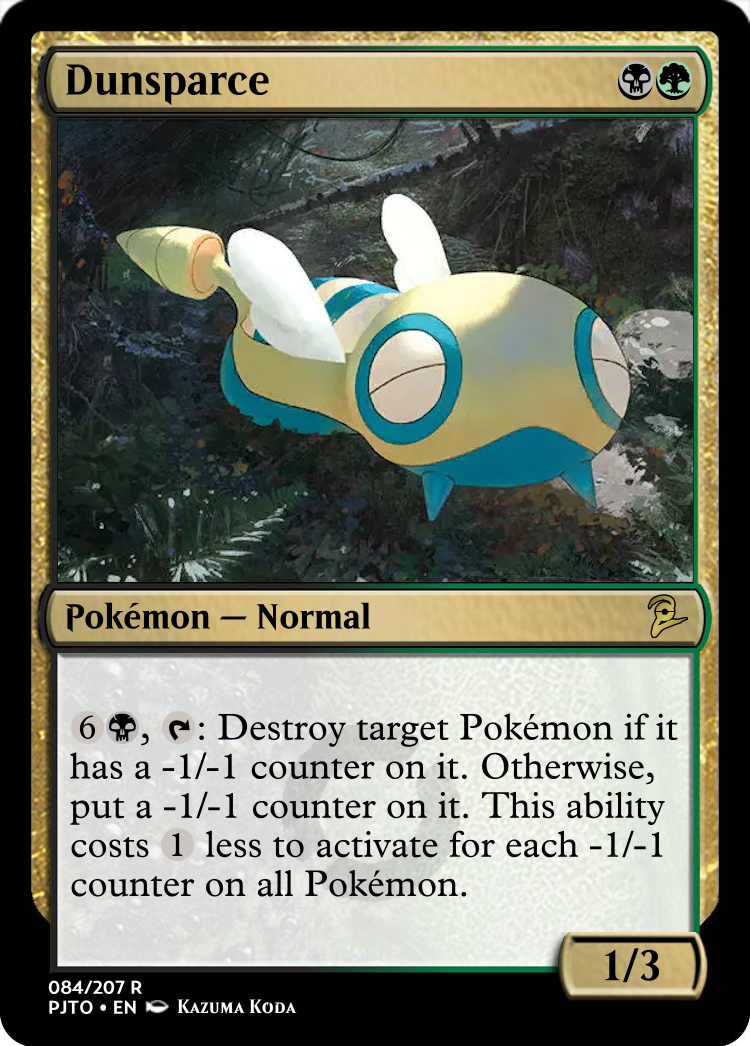 Dunsparce
Pokémon — Normal
6 , : Destroy target Pokémon if it
has a -1/-1 counter on it. Otherwise,
put a -1/-1 counter on it. This ability
costs 1 less to activate for each -1/-1
counter on all Pokémon.
1/3
084/207 R
PJTO • EN Kazuma Koda